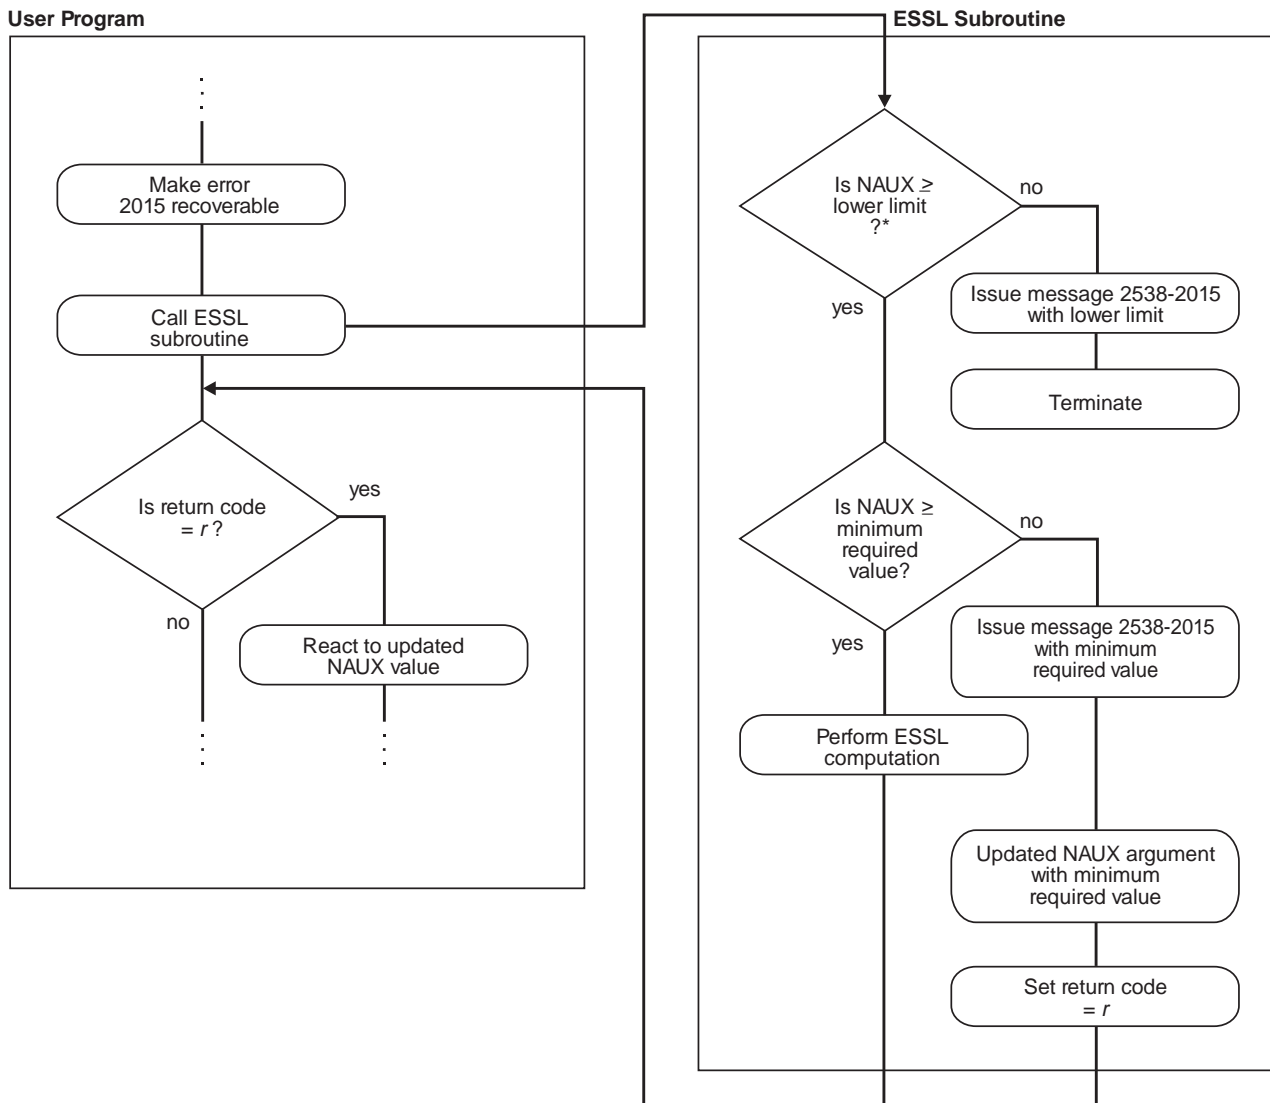 User Program
Make error
2015 recoverable
Call ESSL
subroutine
Is return code
= r ?
yes
no
React to updated
NAUX value
ESSL Subroutine
Is NAUX ≥
lower limit
?*
no
yes
Issue message 2538-2015
with lower limit
Terminate
Is NAUX ≥
minimum
required
value?
no
yes
Issue message 2538-2015
with minimum
required value
Perform ESSL
computation
Updated NAUX argument
with minimum
required value
Set return code
= r